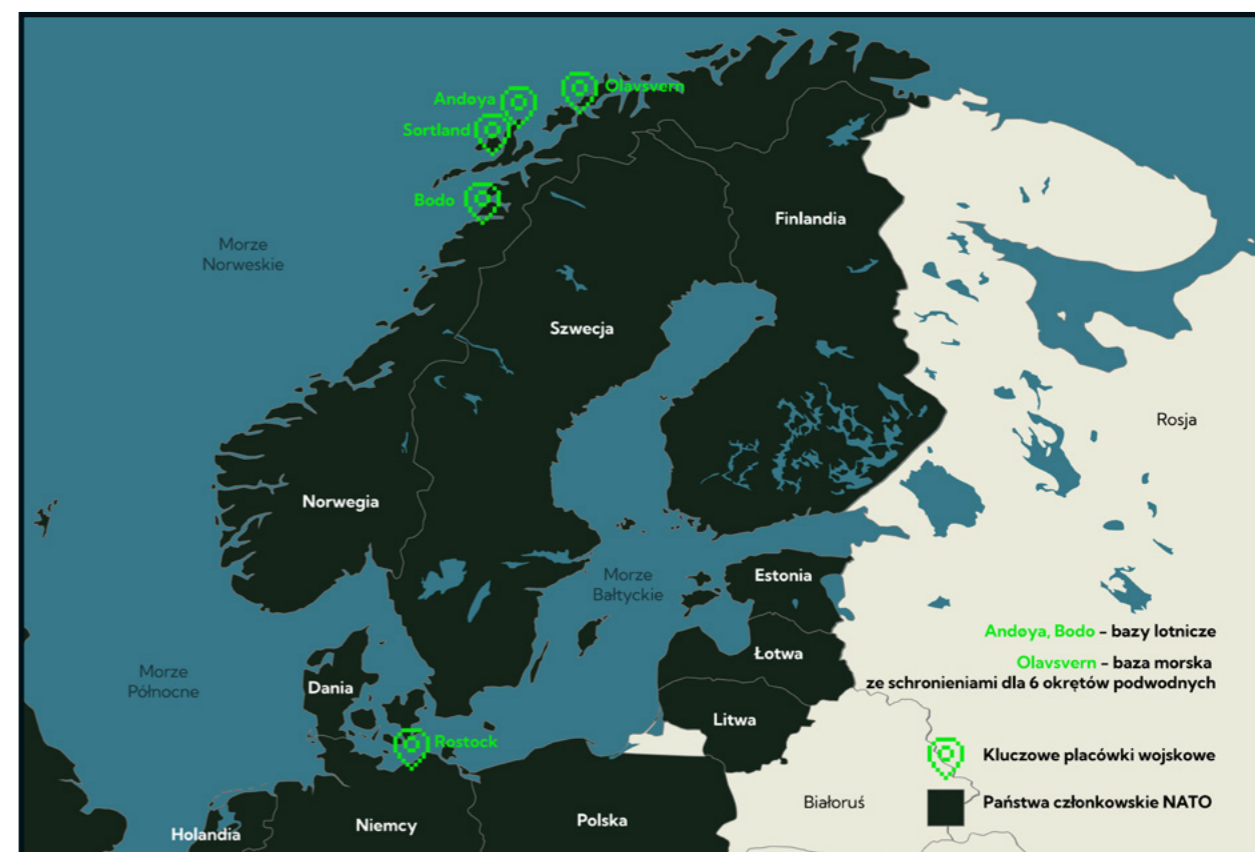 Olavsvern
Andøya
Sortland
Bodo
Finlandia
Morze
Norweskie
Szwecja
Rosja
Norwegia
Morze
Bałtyckie
Estonia
Andøya, Bodo - bazy lotnicze
Łotwa
Olavsvern - baza morska
ze schronieniami dla 6 okrętów podwodnych
Morze
Północne
Dania
Litwa
Rostock
Kluczowe placówki wojskowe
Białoruś
Państwa członkowskie NATO
Polska
Niemcy
Holandia